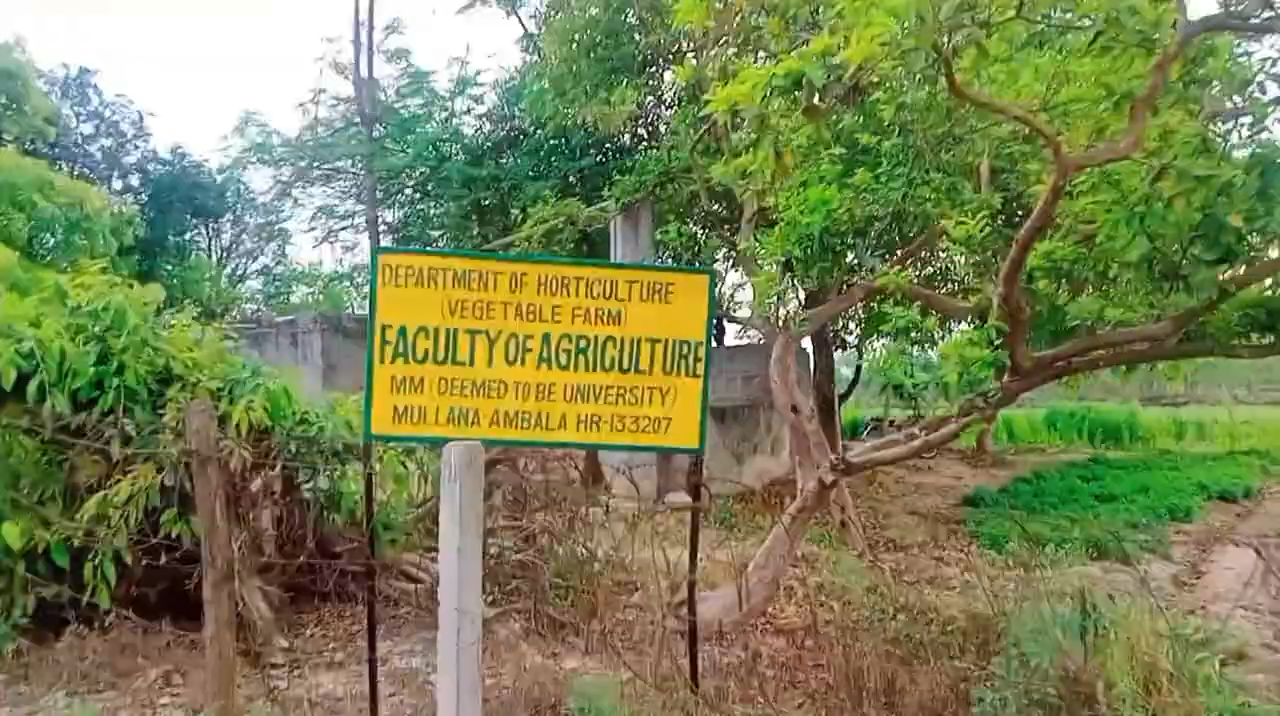 DEPARTMENT OF HORTICULTURE
(VEGETABLE FARM)
FACULTY OF AGRICULTURE
MM (DEEMED TO BE UNIVERSITY)
MULLANA-AMBALA HR-133207